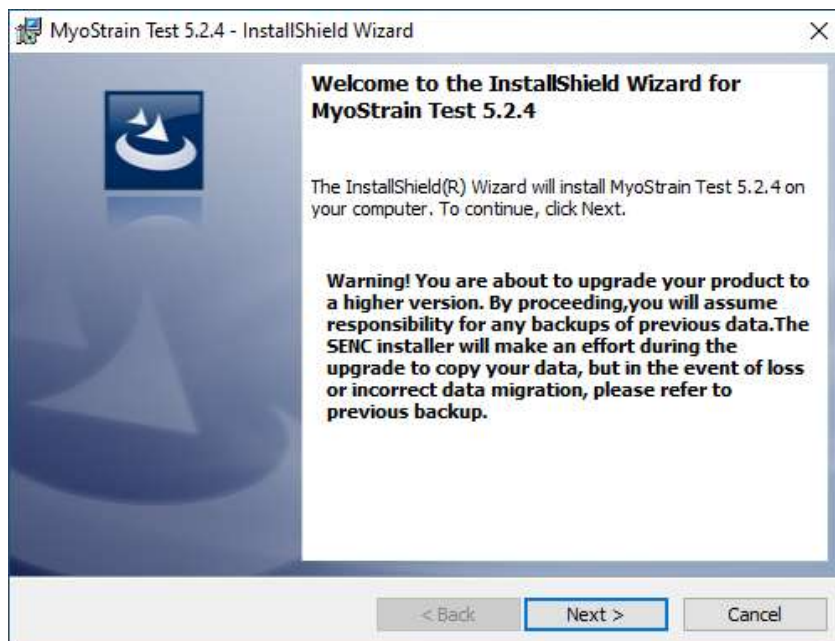 MyoStrain Test 5.2.4 - InstallShield Wizard
Welcome to the InstallShield Wizard for
MyoStrain Test 5.2.4
The InstallShield(R) Wizard will install MyoStrain Test 5.2.4 on
your computer. To continue, click Next.
Warning! You are about to upgrade your product to
a higher version. By proceeding,you will assume
responsibility for any backups of previous data.The
SENC installer will make an effort during the
upgrade to copy your data, but in the event of loss
or incorrect data migration, please refer to
previous backup.
< Back Next > Cancel